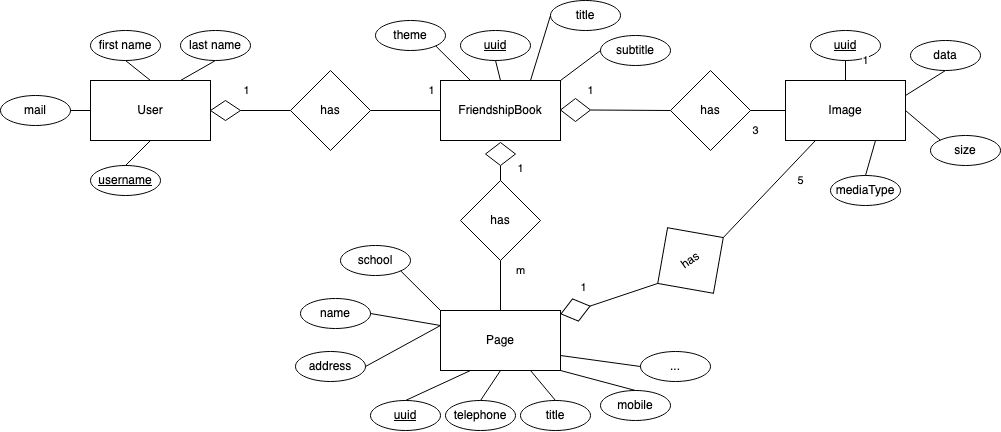 title
theme
uuid
subtitle
first name
last name
uuid
1
data
mail
User
1
has
1
FriendshipBook
1
has
3
Image
size
username
1
5
mediaType
has
school
m
has
1
name
Page
address
...
uuid
telephone
title
mobile